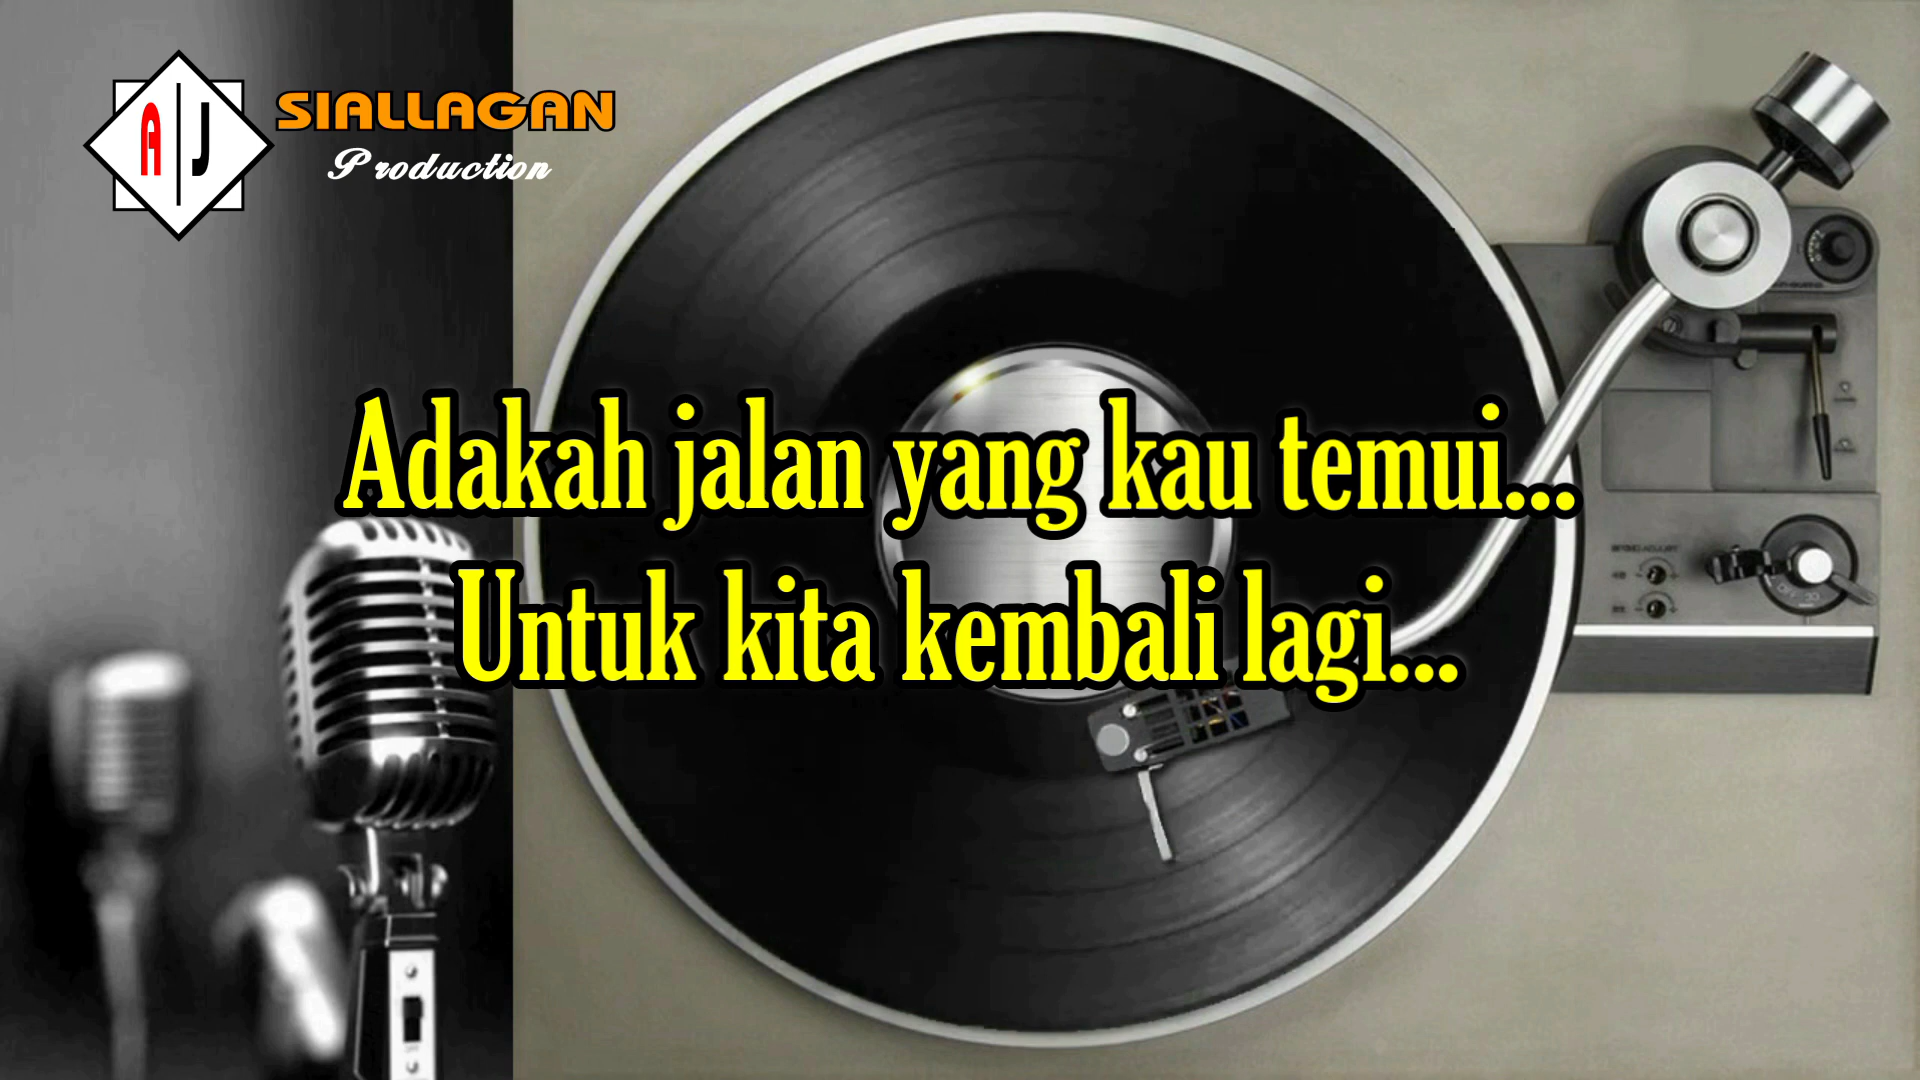 A J
SIALLAGAN
Production
Adakah jalan yang kau temui...
Untuk kita kembali lagi...